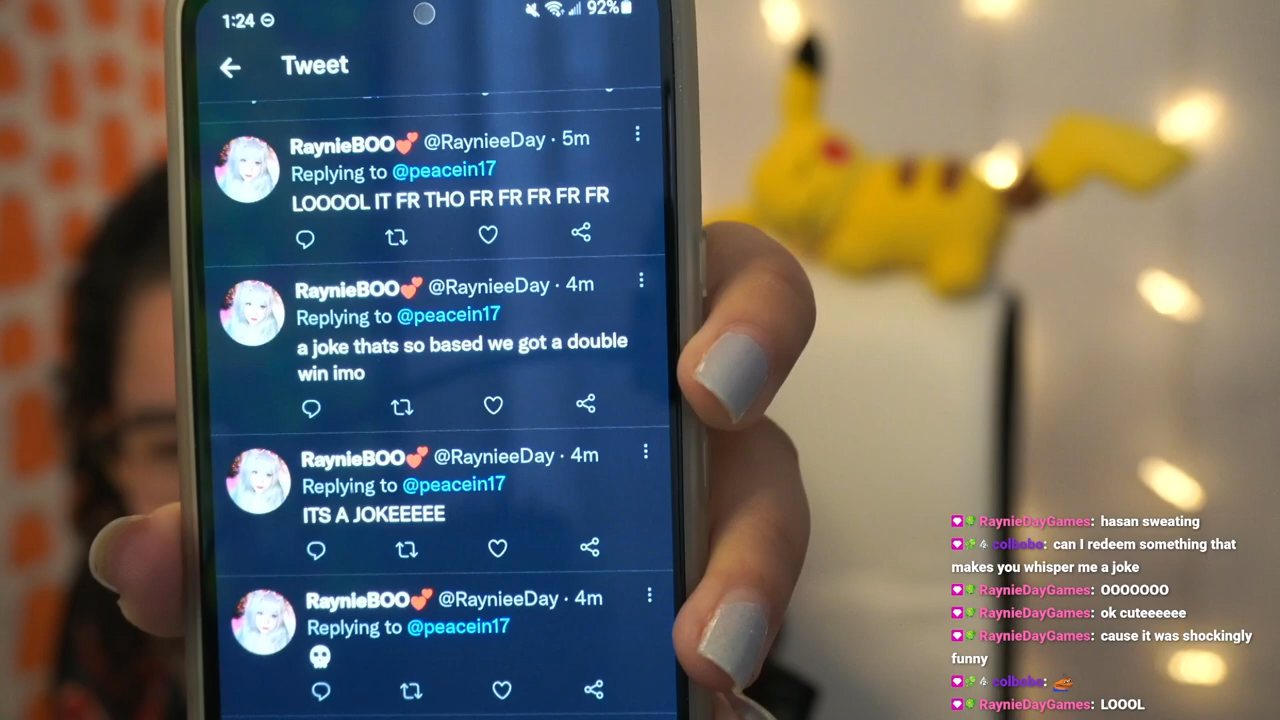 1:24
92%
Tweet
RaynieBOO💕 @RaynieeDay · 5m
Replying to @peacein17
LOOOOL IT FR THO FR FR FR FR FR
RaynieBOO💕 @RaynieeDay · 4m
Replying to @peacein17
a joke thats so based we got a double
win imo
RaynieBOO💕 @RaynieeDay · 4m
Replying to @peacein17
ITS A JOKEEEEE
RaynieBOO💕 @RaynieeDay · 4m
Replying to @peacein17
💀
RaynieDayGames: hasan sweating
colbobe: can I redeem something that
makes you whisper me a joke
RaynieDayGames: OOOOOOO
RaynieDayGames: ok cuteeeeee
RaynieDayGames: cause it was shockingly
funny
colbobe:
RaynieDayGames: LOOOL